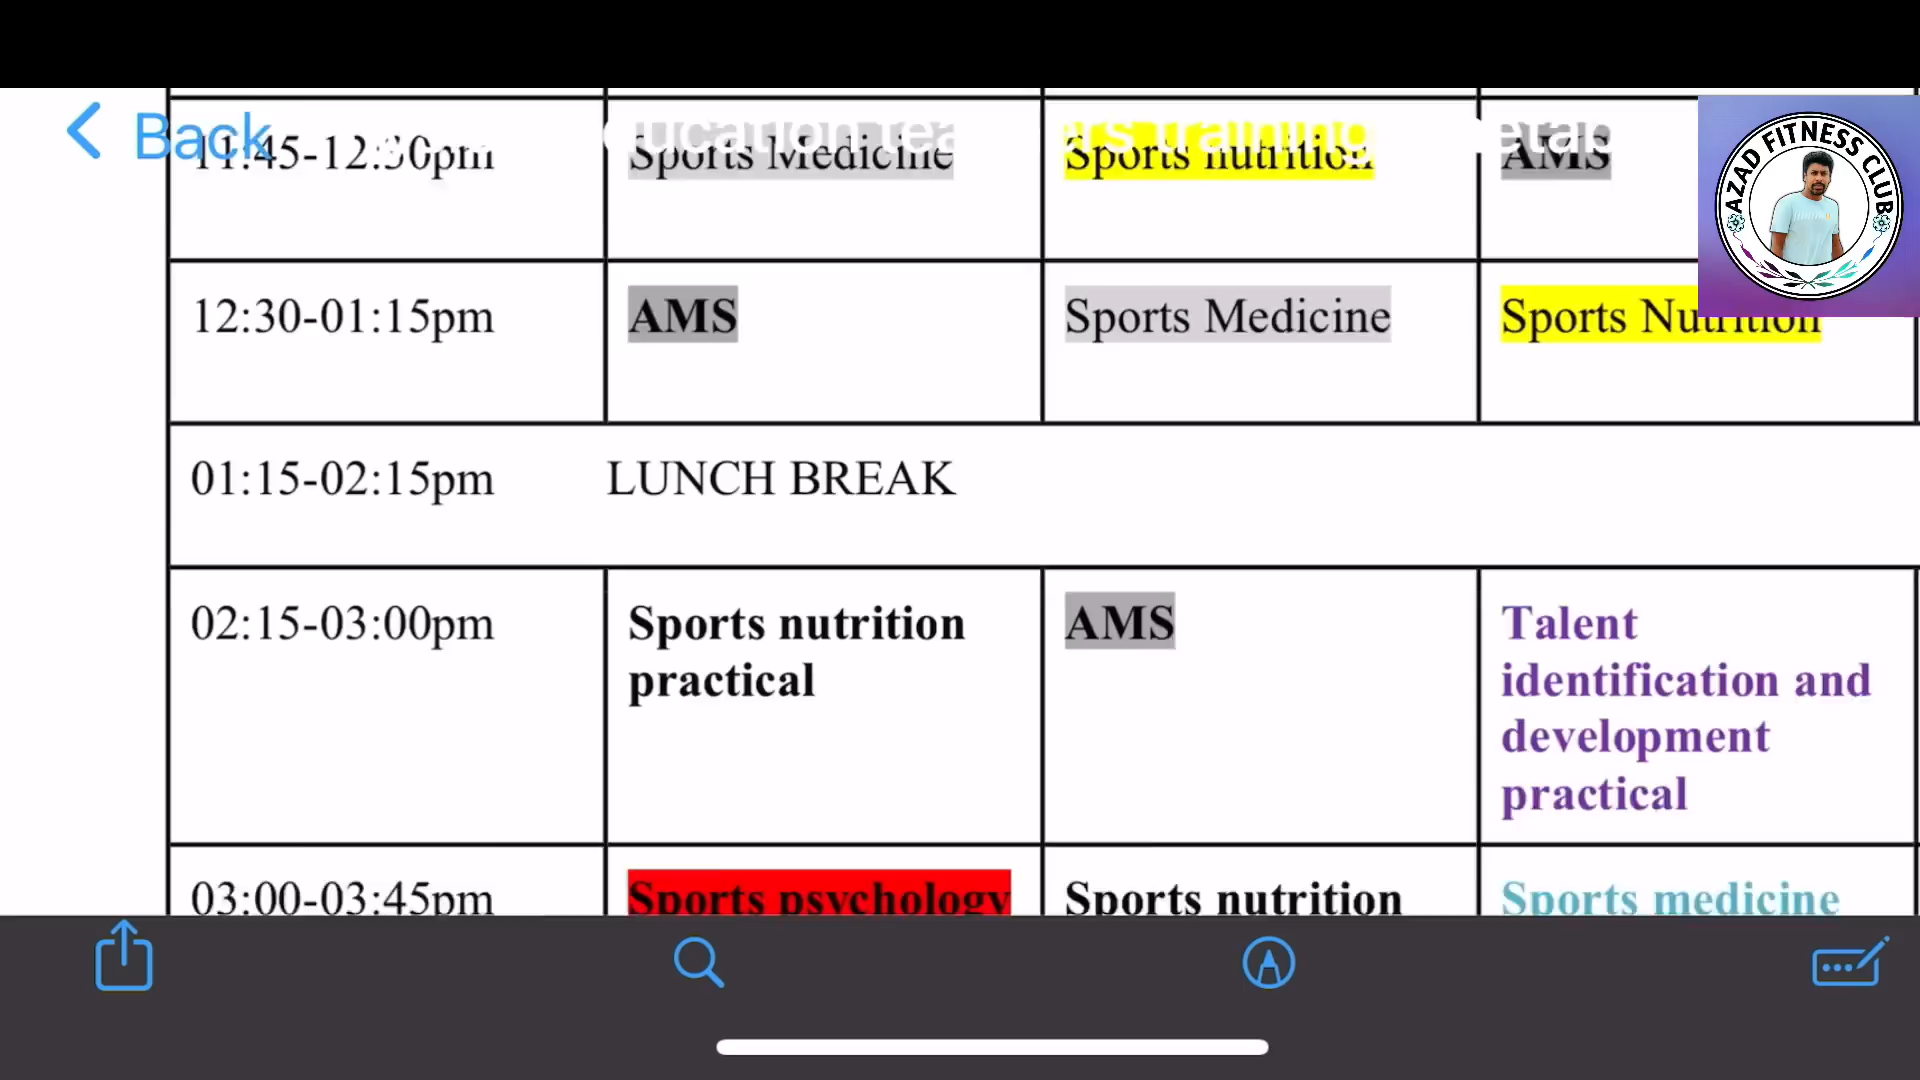 Back
11:45-12:30pm Sports Medicine Sports nutrition AMS
AZAD FITNESS CLUB
12:30-01:15pm AMS Sports Medicine Sports Nutrition
01:15-02:15pm LUNCH BREAK
02:15-03:00pm Sports nutrition practical AMS Talent identification and development practical
03:00-03:45pm Sports psychology Sports nutrition Sports medicine